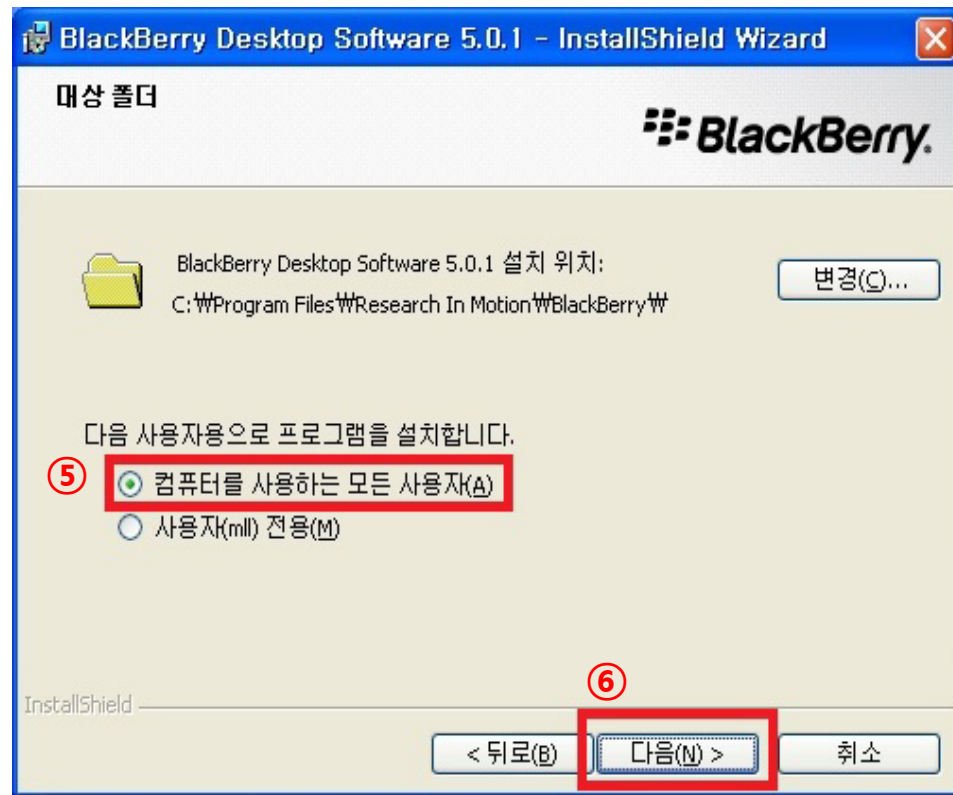 BlackBerry Desktop Software 5.0.1 - InstallShield Wizard
대상 폴더
BlackBerry.
BlackBerry Desktop Software 5.0.1 설치 위치:
변경(C)...
C:₩Program Files₩Research In Motion₩BlackBerry₩
다음 사용자용으로 프로그램을 설치합니다.
⑤
컴퓨터를 사용하는 모든 사용자(A)
사용자(mll) 전용(M)
⑥
InstallShield
< 뒤로(B) 다음(N) > 취소